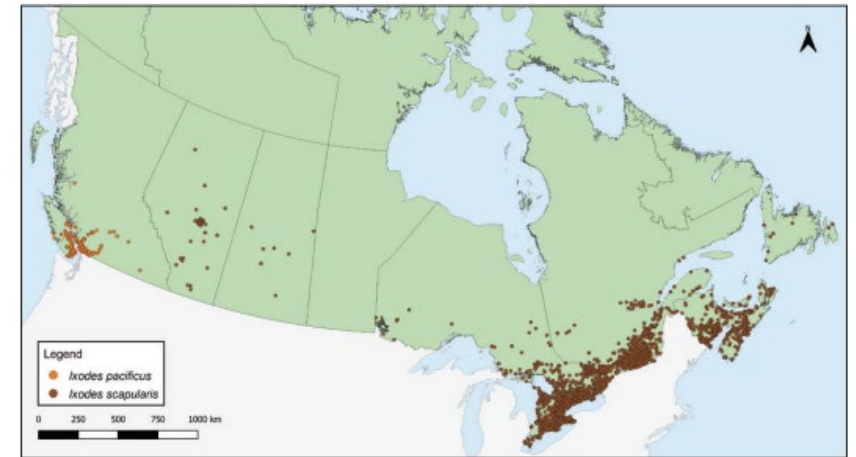 N
Legend
Ixodes pacificus
Ixodes scapularis
0 250 500 750 1000 km